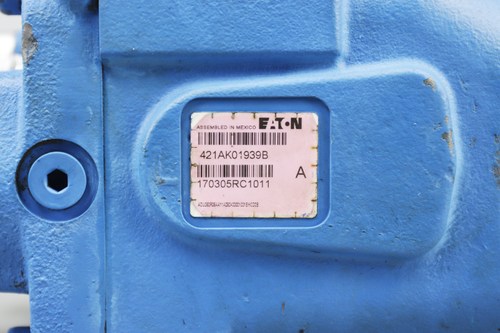 ASSEMBLED IN MEXICO EATON
421AK01939B
A
170305RC1011